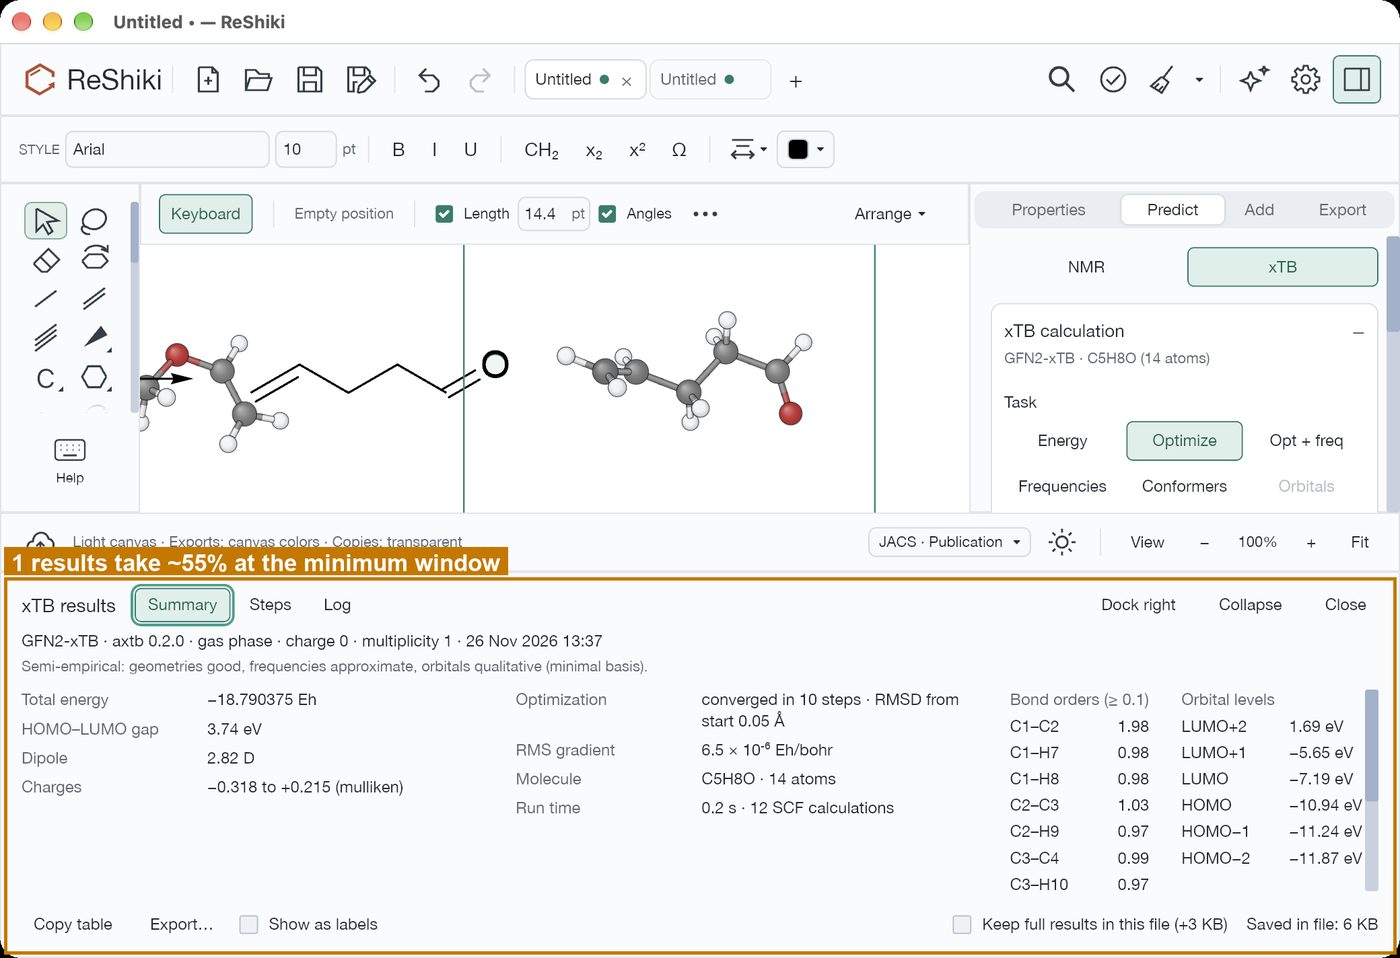 Untitled • — ReShiki
ReShiki
Untitled
Untitled
STYLE Arial 10 pt B I U CH₂ x₂ x² Ω
Keyboard Empty position Length 14.4 pt Angles Arrange
Properties Predict Add Export
NMR xTB
xTB calculation
GFN2-xTB · C5H8O (14 atoms)
Task
Energy Optimize Opt + freq
Frequencies Conformers Orbitals
C
Help
O
Light canvas · Exports: canvas colors · Copies: transparent
JACS · Publication View – 100% + Fit
1 results take ~55% at the minimum window
xTB results Summary Steps Log Dock right Collapse Close
GFN2-xTB · axtb 0.2.0 · gas phase · charge 0 · multiplicity 1 · 26 Nov 2026 13:37
Semi-empirical: geometries good, frequencies approximate, orbitals qualitative (minimal basis).
Total energy −18.790375 Eh
HOMO–LUMO gap 3.74 eV
Dipole 2.82 D
Charges −0.318 to +0.215 (mulliken)
Optimization converged in 10 steps · RMSD from
start 0.05 Å
RMS gradient 6.5 × 10⁻⁶ Eh/bohr
Molecule C5H8O · 14 atoms
Run time 0.2 s · 12 SCF calculations
Bond orders (≥ 0.1)
C1–C2 1.98
C1–H7 0.98
C1–H8 0.98
C2–C3 1.03
C2–H9 0.97
C3–C4 0.99
C3–H10 0.97
Orbital levels
LUMO+2 1.69 eV
LUMO+1 −5.65 eV
LUMO −7.19 eV
HOMO −10.94 eV
HOMO−1 −11.24 eV
HOMO−2 −11.87 eV
Copy table Export… Show as labels Keep full results in this file (+3 KB) Saved in file: 6 KB